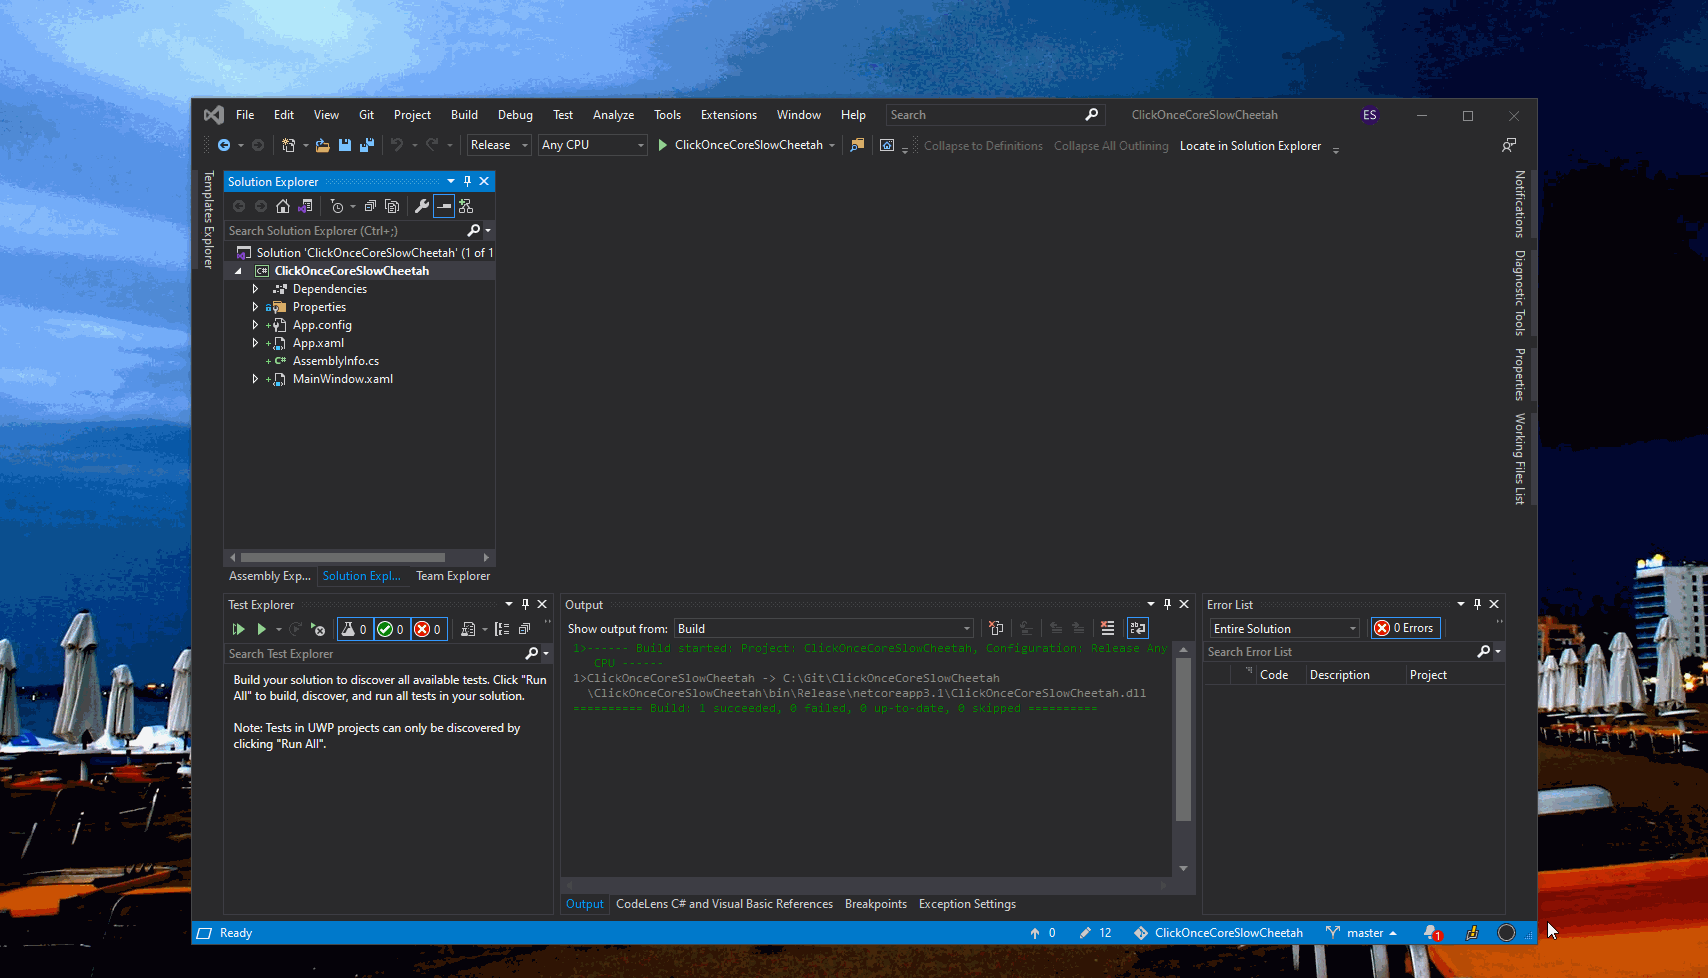 File Edit View Git Project Build Debug Test Analyze Tools Extensions Window Help Search ClickOnceCoreSlowCheetah ES
Release Any CPU ClickOnceCoreSlowCheetah Collapse to Definitions Collapse All Outlining Locate in Solution Explorer
Templates Explorer
Solution Explorer
Search Solution Explorer (Ctrl+;)
Solution 'ClickOnceCoreSlowCheetah' (1 of 1
C# ClickOnceCoreSlowCheetah
Dependencies
Properties
App.config
App.xaml
C# AssemblyInfo.cs
MainWindow.xaml
Assembly Exp... Solution Expl... Team Explorer
Notifications
Diagnostic Tools
Properties
Working Files List
Test Explorer
0 0 0
Search Test Explorer
Build your solution to discover all available tests. Click "Run
All" to build, discover, and run all tests in your solution.
Note: Tests in UWP projects can only be discovered by
clicking "Run All".
Output
Show output from: Build
1>------ Build started: Project: ClickOnceCoreSlowCheetah, Configuration: Release Any
CPU ------
1>ClickOnceCoreSlowCheetah -> C:\Git\ClickOnceCoreSlowCheetah
\ClickOnceCoreSlowCheetah\bin\Release\netcoreapp3.1\ClickOnceCoreSlowCheetah.dll
========== Build: 1 succeeded, 0 failed, 0 up-to-date, 0 skipped ==========
Output CodeLens C# and Visual Basic References Breakpoints Exception Settings
Error List
Entire Solution 0 Errors
Search Error List
Code Description Project
Ready 0 12 ClickOnceCoreSlowCheetah master 1